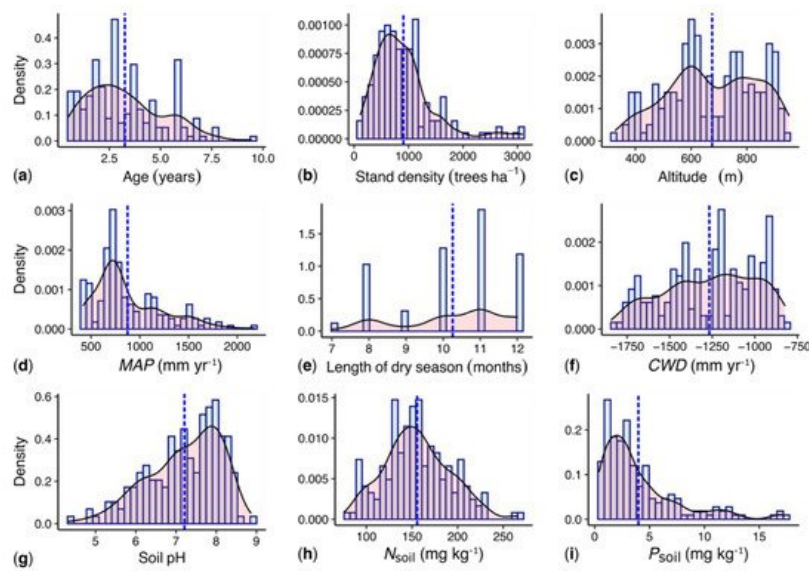 Density
0.4
0.3
0.2
0.1
0.0
2.5 5.0 7.5 10.0
(a) Age (years)
0.00100
0.00075
0.00050
0.00025
0.00000
0 1000 2000 3000
(b) Stand density (trees ha⁻¹)
0.003
0.002
0.001
0.000
400 600 800
(c) Altitude (m)
Density
0.003
0.002
0.001
0.000
500 1000 1500 2000
(d) MAP (mm yr⁻¹)
1.5
1.0
0.5
0.0
7 8 9 10 11 12
(e) Length of dry season (months)
0.002
0.001
0.000
−1750 −1500 −1250 −1000 −750
(f) CWD (mm yr⁻¹)
Density
0.6
0.4
0.2
0.0
5 6 7 8 9
(g) Soil pH
0.015
0.010
0.005
0.000
100 150 200 250
(h) Nsoil (mg kg⁻¹)
0.2
0.1
0.0
0 5 10 15
(i) Psoil (mg kg⁻¹)